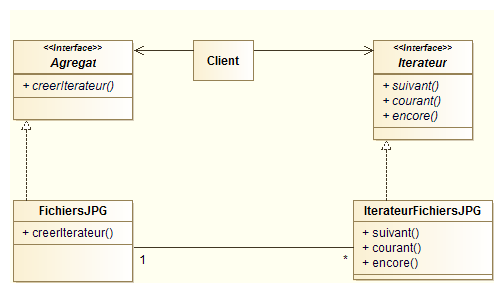 <<Interface>>
Agregat
+ creerIterateur()
Client
<<Interface>>
Iterateur
+ suivant()
+ courant()
+ encore()
FichiersJPG
+ creerIterateur()
IterateurFichiersJPG
+ suivant()
+ courant()
+ encore()
1
*